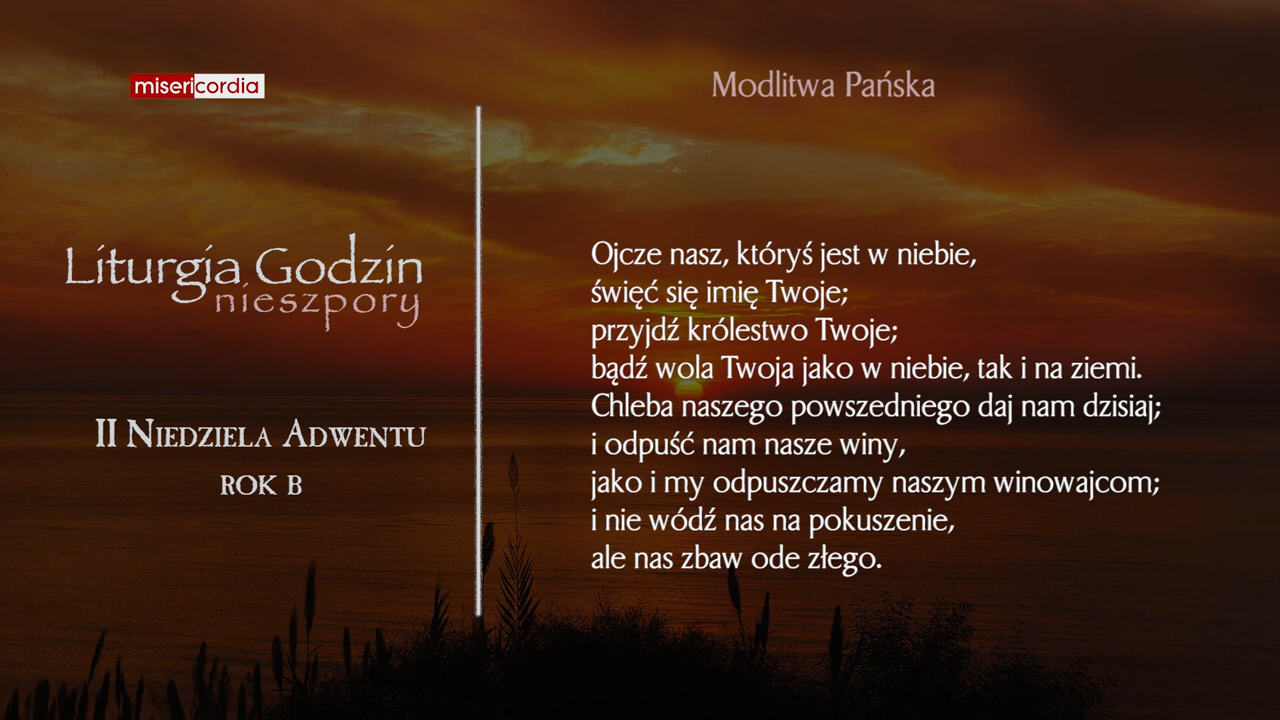 misericordia
Liturgia Godzin
nieszpory
II Niedziela Adwentu
rok B
Modlitwa Pańska
Ojcze nasz, któryś jest w niebie,
święć się imię Twoje;
przyjdź królestwo Twoje;
bądź wola Twoja jako w niebie, tak i na ziemi.
Chleba naszego powszedniego daj nam dzisiaj;
i odpuść nam nasze winy,
jako i my odpuszczamy naszym winowajcom;
i nie wódź nas na pokuszenie,
ale nas zbaw ode złego.